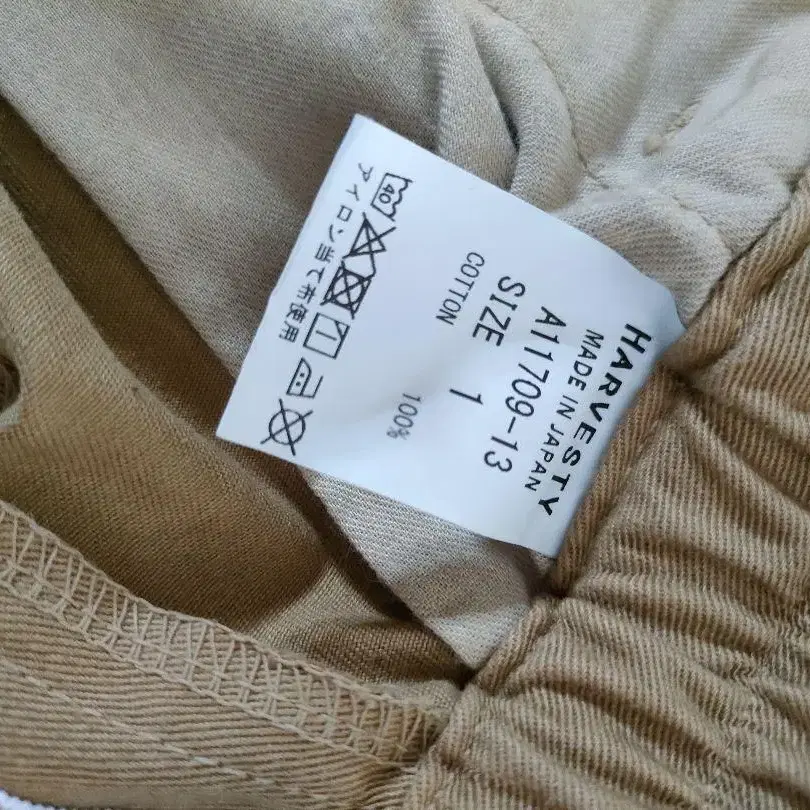 HARVESTY
MADE IN JAPAN
A11709-13
SIZE 1
COTTON 100%
40
アイロン当て布使用